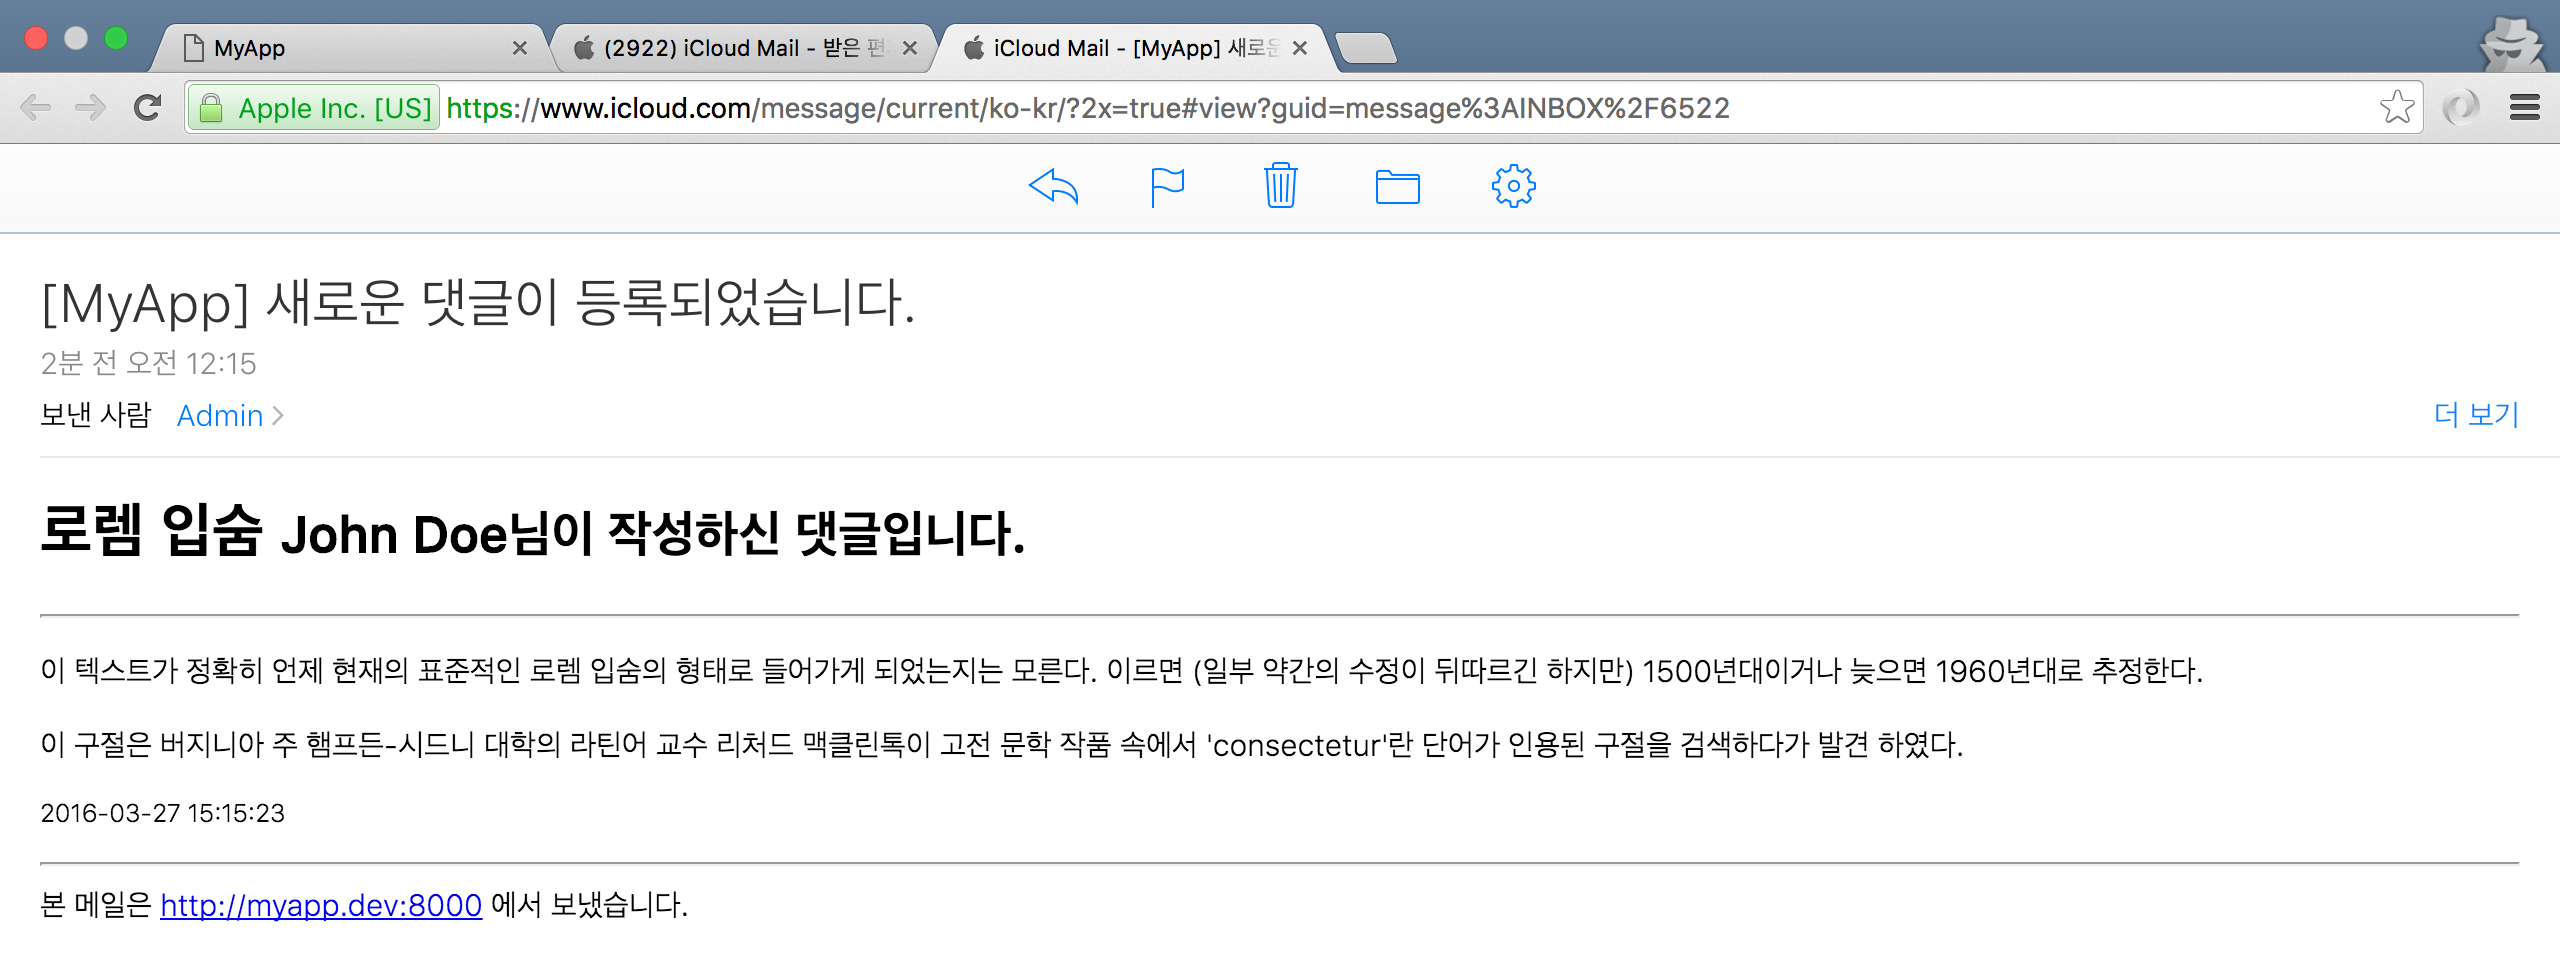 MyApp
(2922) iCloud Mail - 받은 편
iCloud Mail - [MyApp] 새로운
Apple Inc. [US] https://www.icloud.com/message/current/ko-kr/?2x=true#view?guid=message%3AINBOX%2F6522
[MyApp] 새로운 댓글이 등록되었습니다.
2분 전 오전 12:15
보낸 사람 Admin
더 보기
로렘 입숨 John Doe님이 작성하신 댓글입니다.
이 텍스트가 정확히 언제 현재의 표준적인 로렘 입숨의 형태로 들어가게 되었는지는 모른다. 이르면 (일부 약간의 수정이 뒤따르긴 하지만) 1500년대이거나 늦으면 1960년대로 추정한다.
이 구절은 버지니아 주 햄프든-시드니 대학의 라틴어 교수 리처드 맥클린톡이 고전 문학 작품 속에서 'consectetur'란 단어가 인용된 구절을 검색하다가 발견 하였다.
2016-03-27 15:15:23
본 메일은 http://myapp.dev:8000 에서 보냈습니다.